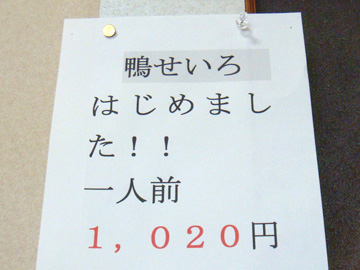 鴨せいろ
はじめまし
た！！
一人前
１，０２０円